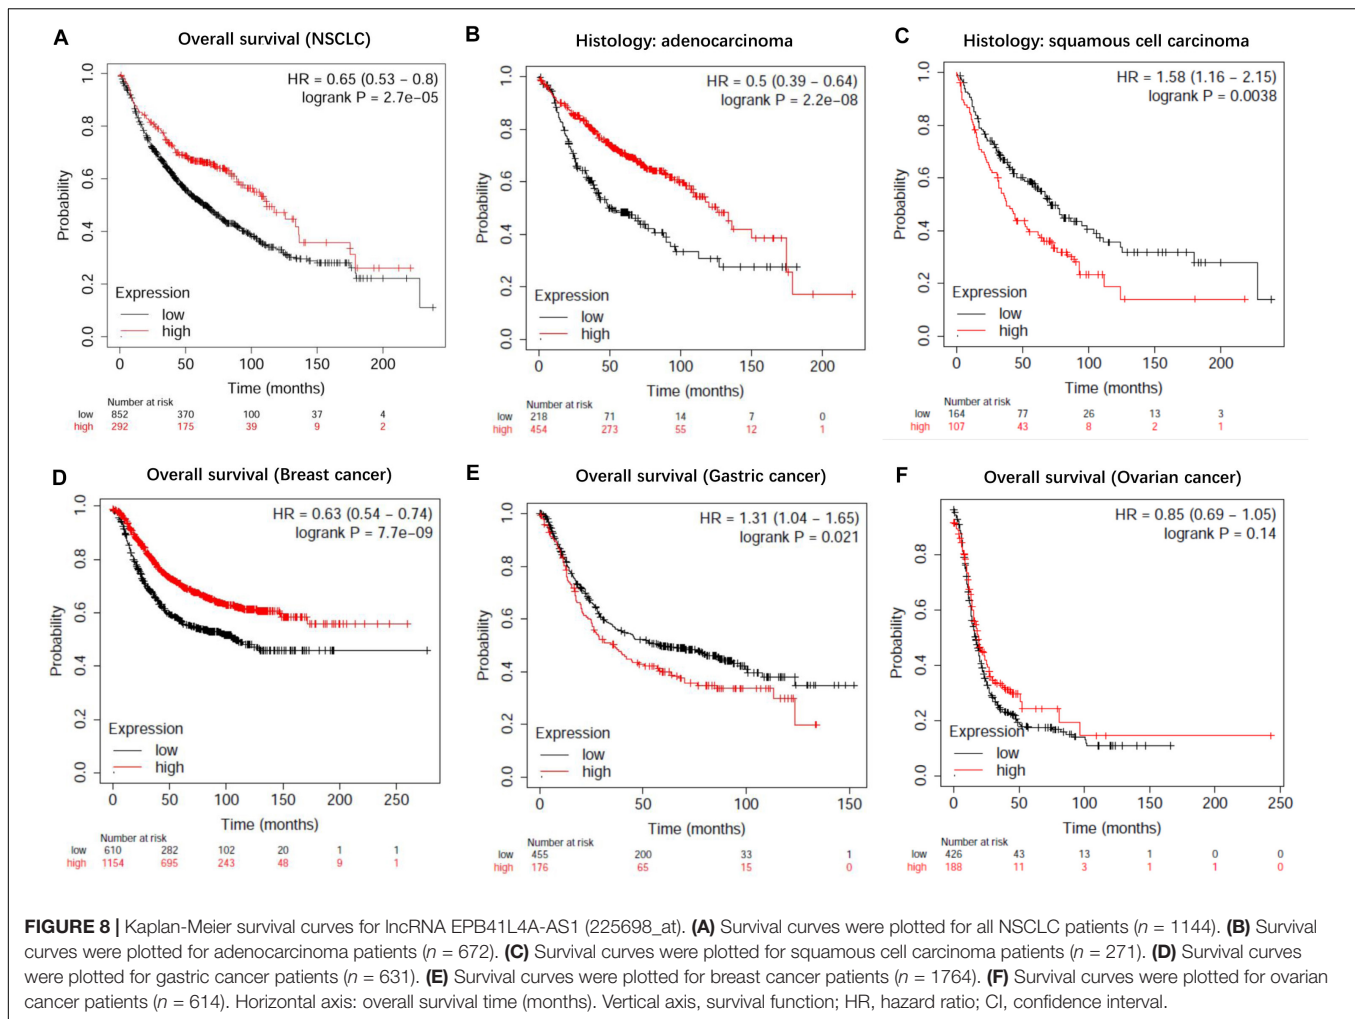 A Overall survival (NSCLC)
HR = 0.65 (0.53 − 0.8)
logrank P = 2.7e−05
Probability
1.0
0.8
0.6
0.4
0.2
0.0
Expression
low
high
0 50 100 150 200
Time (months)
Number at risk
low 852 370 100 37 4
high 292 175 39 9 2
B Histology: adenocarcinoma
HR = 0.5 (0.39 − 0.64)
logrank P = 2.2e−08
Probability
1.0
0.8
0.6
0.4
0.2
0.0
Expression
low
high
0 50 100 150 200
Time (months)
Number at risk
low 218 71 14 7 0
high 454 273 55 12 1
C Histology: squamous cell carcinoma
HR = 1.58 (1.16 − 2.15)
logrank P = 0.0038
Probability
1.0
0.8
0.6
0.4
0.2
0.0
Expression
low
high
0 50 100 150 200
Time (months)
Number at risk
low 164 77 26 13 3
high 107 43 8 2 1
D Overall survival (Breast cancer)
HR = 0.63 (0.54 − 0.74)
logrank P = 7.7e−09
Probability
1.0
0.8
0.6
0.4
0.2
0.0
Expression
low
high
0 50 100 150 200 250
Time (months)
Number at risk
low 610 282 102 20 1 1
high 1154 695 243 48 9 1
E Overall survival (Gastric cancer)
HR = 1.31 (1.04 − 1.65)
logrank P = 0.021
Probability
1.0
0.8
0.6
0.4
0.2
0.0
Expression
low
high
0 50 100 150
Time (months)
Number at risk
low 455 200 33 1
high 176 65 15 0
F Overall survival (Ovarian cancer)
HR = 0.85 (0.69 − 1.05)
logrank P = 0.14
Probability
0.8
0.6
0.4
0.2
0.0
Expression
low
high
0 50 100 150 200 250
Time (months)
Number at risk
low 426 43 13 1 0 0
high 188 11 3 1 1 0
FIGURE 8 | Kaplan-Meier survival curves for lncRNA EPB41L4A-AS1 (225698_at). (A) Survival curves were plotted for all NSCLC patients (n = 1144). (B) Survival
curves were plotted for adenocarcinoma patients (n = 672). (C) Survival curves were plotted for squamous cell carcinoma patients (n = 271). (D) Survival curves
were plotted for gastric cancer patients (n = 631). (E) Survival curves were plotted for breast cancer patients (n = 1764). (F) Survival curves were plotted for ovarian
cancer patients (n = 614). Horizontal axis: overall survival time (months). Vertical axis, survival function; HR, hazard ratio; CI, confidence interval.